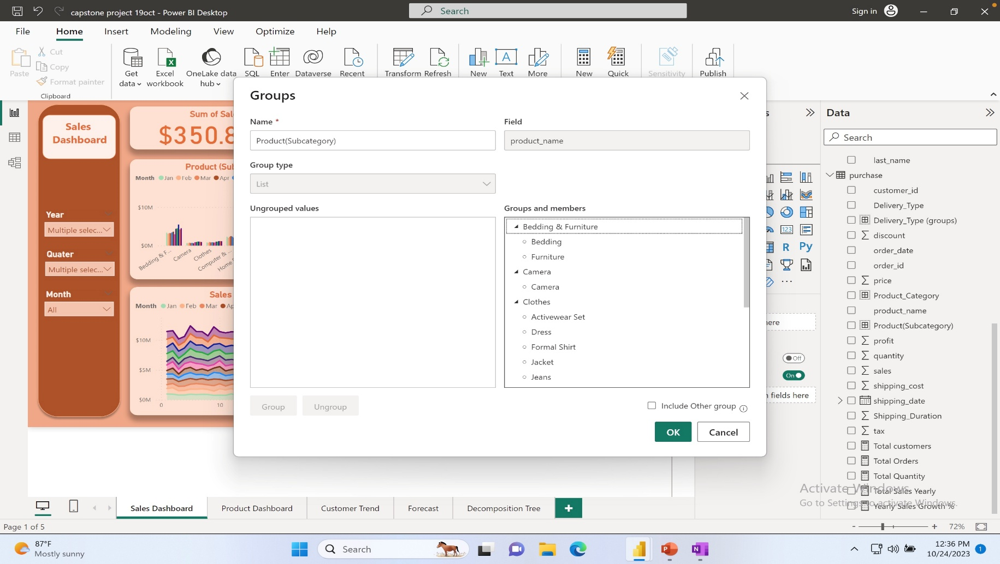 capstone project 19oct - Power BI Desktop
Search
Sign in
File
Home
Insert
Modeling
View
Optimize
Help
Paste
Cut
Copy
Format painter
Clipboard
Get
data
Excel
workbook
OneLake data
hub
SQL
Enter
Dataverse
Recent
Transform
Refresh
New
Text
More
New
Quick
Sensitivity
Publish
Sales
Dashboard
Year
Multiple selec...
Quater
Multiple selec...
Month
All
Sum of Sal
$350.8
Product (Sul
Month Jan Feb Mar Apr
$10M
$0M
Bedding & F...
Camera
Clothes
Computer & ...
Home
Sales
Month Jan Feb Mar Ap
$10M
$5M
$0M
0
10
Groups
Name *
Field
Product(Subcategory)
product_name
Group type
List
Ungrouped values
Groups and members
Bedding & Furniture
Bedding
Furniture
Camera
Camera
Clothes
Activewear Set
Dress
Formal Shirt
Jacket
Jeans
Group
Ungroup
Include Other group
OK
Cancel
s
123
R
Py
...
here
Off
On
n fields here
Data
Search
last_name
purchase
customer_id
Delivery_Type
Delivery_Type (groups)
discount
order_date
order_id
price
Product_Category
product_name
Product(Subcategory)
profit
quantity
sales
shipping_cost
shipping_date
Shipping_Duration
tax
Total customers
Total Orders
Total Quantity
Total Sales Yearly
Yearly Sales Growth %
Activate Windows
Go to Settings to activate Windows.
Sales Dashboard
Product Dashboard
Customer Trend
Forecast
Decomposition Tree
+
Page 1 of 5
- + 72%
87°F
Mostly sunny
Search
12:36 PM
10/24/2023
1